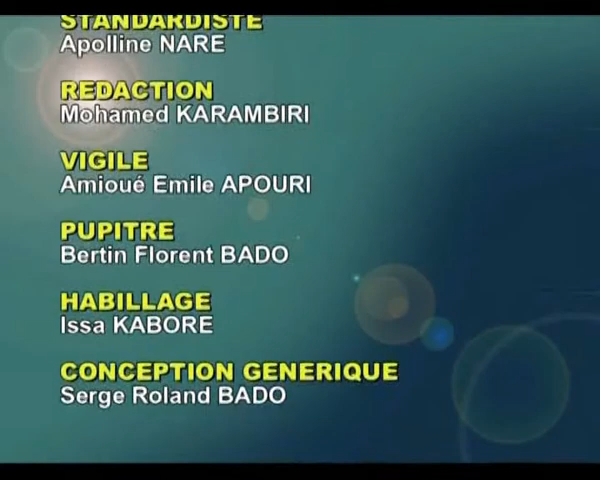 STANDARDISTE
Apolline NARE
REDACTION
Mohamed KARAMBIRI
VIGILE
Amioué Emile APOURI
PUPITRE
Bertin Florent BADO
HABILLAGE
Issa KABORE
CONCEPTION GENERIQUE
Serge Roland BADO